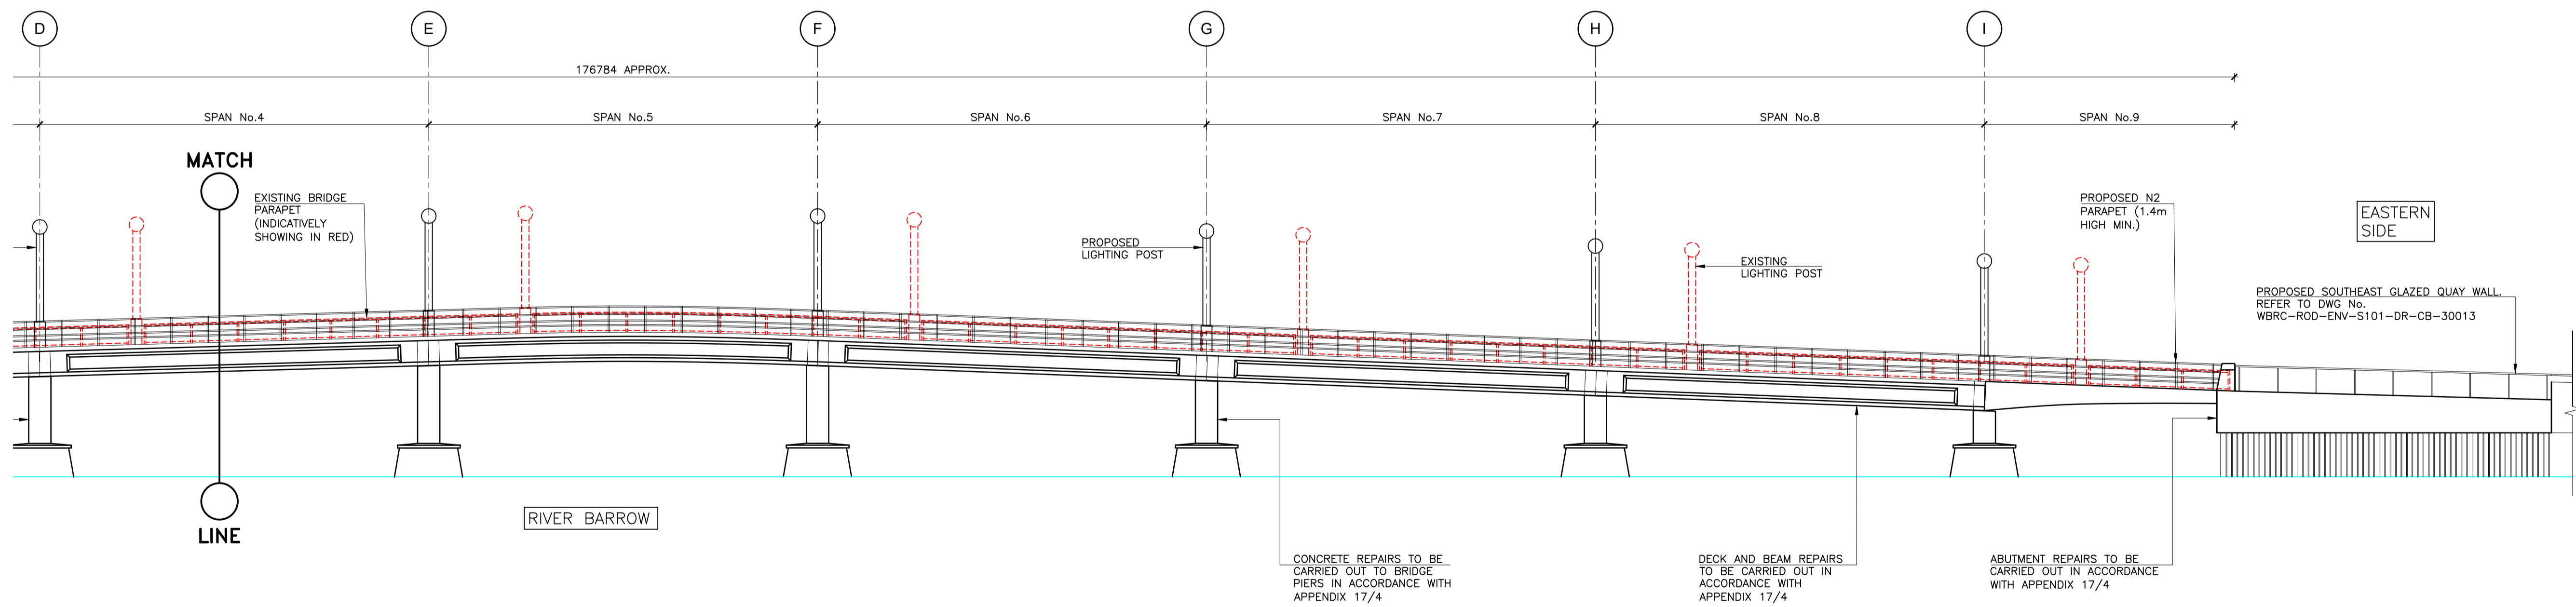 D
E
F
G
H
I
176784 APPROX.
SPAN No.4
SPAN No.5
SPAN No.6
SPAN No.7
SPAN No.8
SPAN No.9
MATCH
EXISTING BRIDGE
PARAPET
(INDICATIVELY
SHOWING IN RED)
PROPOSED
LIGHTING POST
EXISTING
LIGHTING POST
PROPOSED N2
PARAPET (1.4m
HIGH MIN.)
EASTERN
SIDE
PROPOSED SOUTHEAST GLAZED QUAY WALL.
REFER TO DWG No.
WBRC-ROD-ENV-S101-DR-CB-30013
LINE
RIVER BARROW
CONCRETE REPAIRS TO BE
CARRIED OUT TO BRIDGE
PIERS IN ACCORDANCE WITH
APPENDIX 17/4
DECK AND BEAM REPAIRS
TO BE CARRIED OUT IN
ACCORDANCE WITH
APPENDIX 17/4
ABUTMENT REPAIRS TO BE
CARRIED OUT IN ACCORDANCE
WITH APPENDIX 17/4